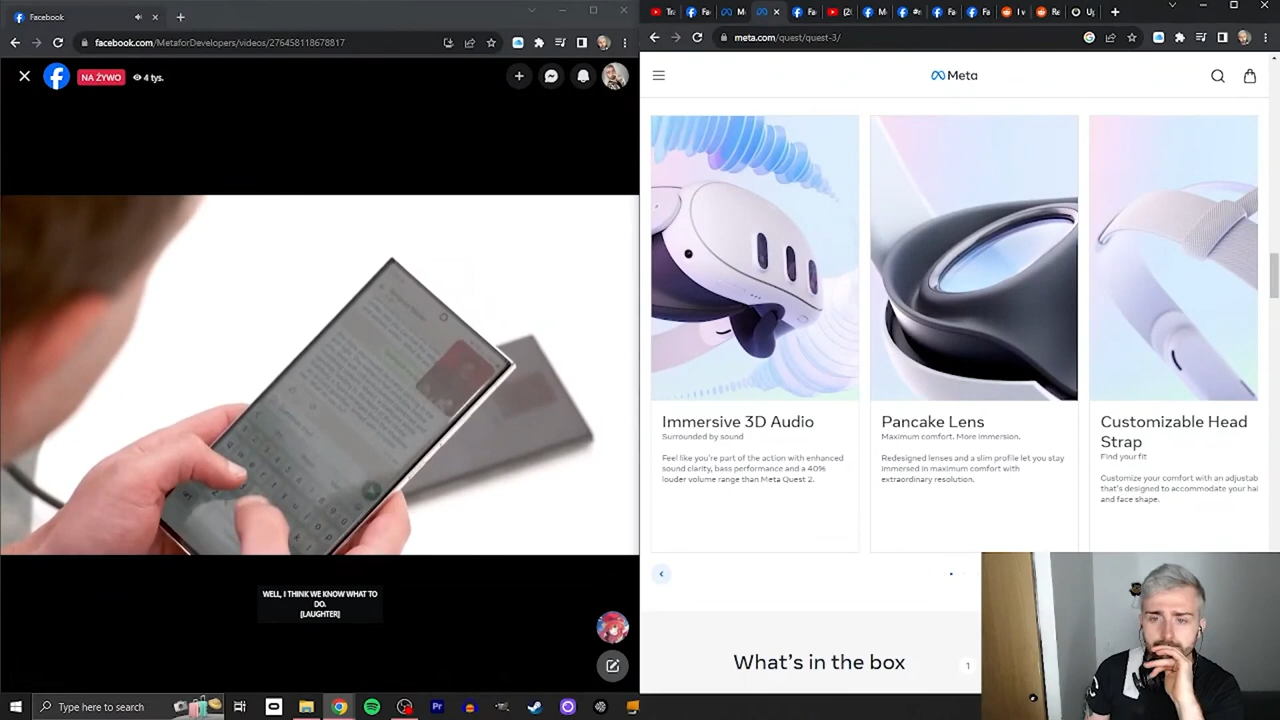 Facebook
facebook.com/MetaforDevelopers/videos/276458118678817
NA ŻYWO
4 tys.
WELL, I THINK WE KNOW WHAT TO
DO.
[LAUGHTER]
Type here to search
meta.com/quest/quest-3/
Meta
Immersive 3D Audio
Surrounded by sound
Feel like you're part of the action with enhanced
sound clarity, bass performance and a 40%
louder volume range than Meta Quest 2.
Pancake Lens
Maximum comfort. More immersion.
Redesigned lenses and a slim profile let you stay
immersed in maximum comfort with
extraordinary resolution.
Customizable Head
Strap
Find your fit
Customize your comfort with an adjustab
that's designed to accommodate your hai
and face shape.
What's in the box
1